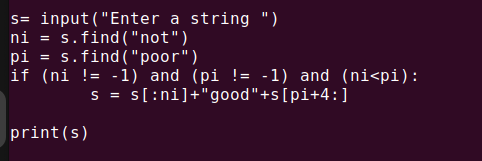 s= input("Enter a string ")
ni = s.find("not")
pi = s.find("poor")
if (ni != -1) and (pi != -1) and (ni<pi):
        s = s[:ni]+"good"+s[pi+4:]

print(s)